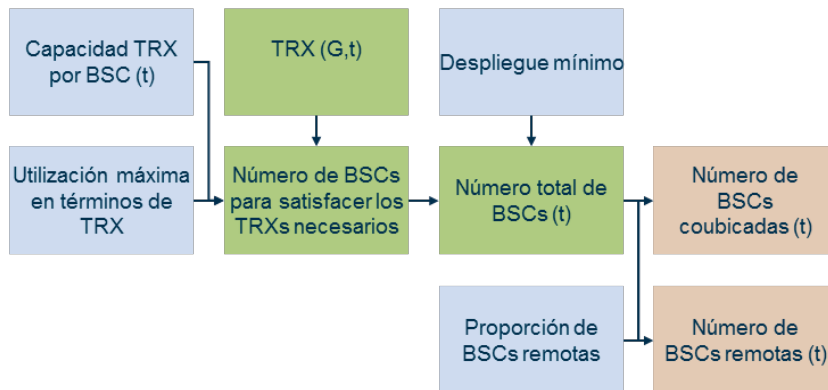 Capacidad TRX
por BSC (t)
TRX (G,t)
Despliegue mínimo
Utilización máxima
en términos de
TRX
Número de BSCs
para satisfacer los
TRXs necesarios
Número total de
BSCs (t)
Número de
BSCs
coubicadas (t)
Proporción de
BSCs remotas
Número de
BSCs remotas (t)